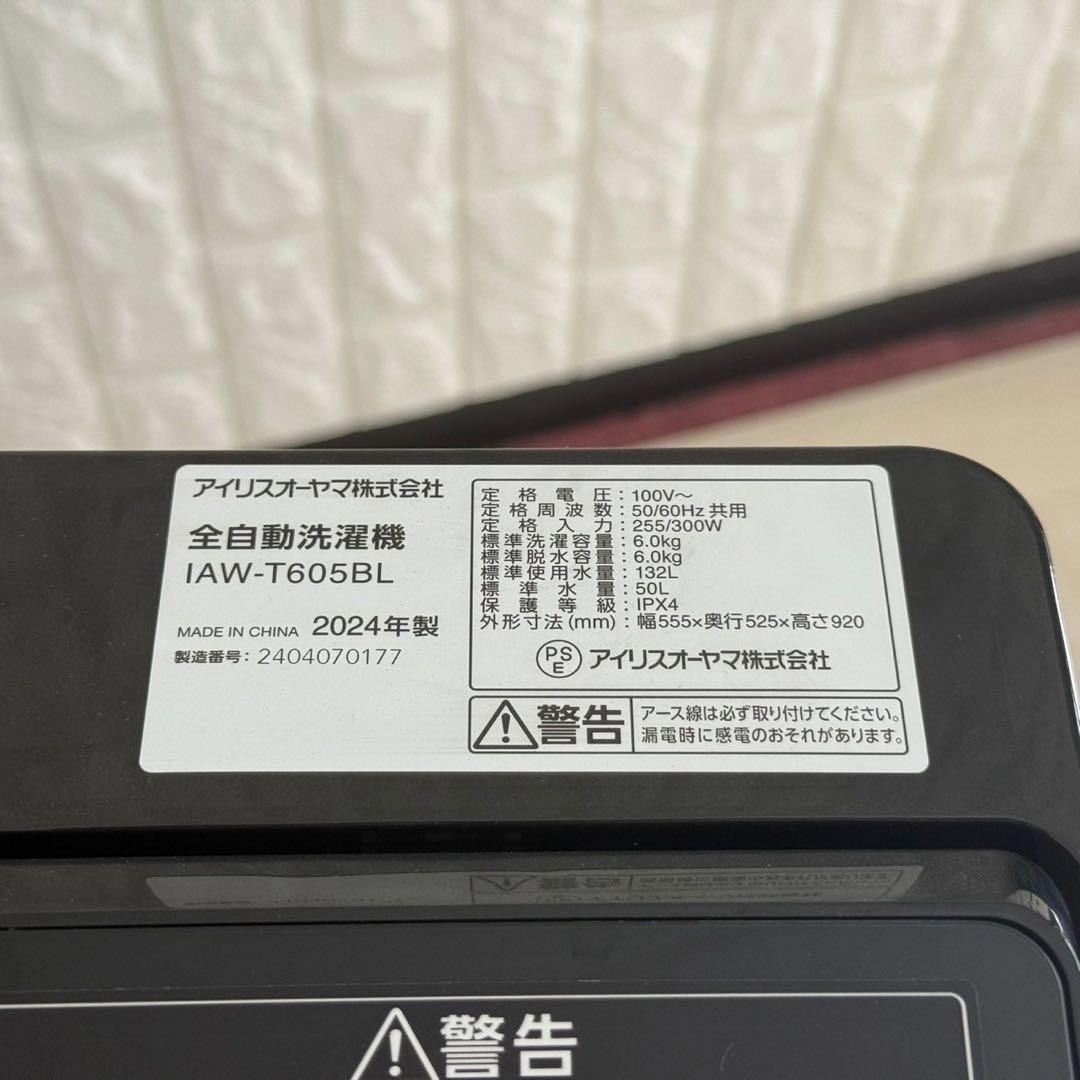 アイリスオーヤマ株式会社
全自動洗濯機
IAW-T605BL
MADE IN CHINA 2024年製
製造番号: 2404070177
定格電圧: 100V～
定格周波数: 50/60Hz 共用
定格入力: 255/300W
標準洗濯容量: 6.0kg
標準脱水容量: 6.0kg
標準使用水量: 132L
標準水量: 50L
保護等級: IPX4
外形寸法(mm): 幅555×奥行525×高さ920
PSE アイリスオーヤマ株式会社
警告
アース線は必ず取り付けてください。
漏電時に感電のおそれがあります。
警告